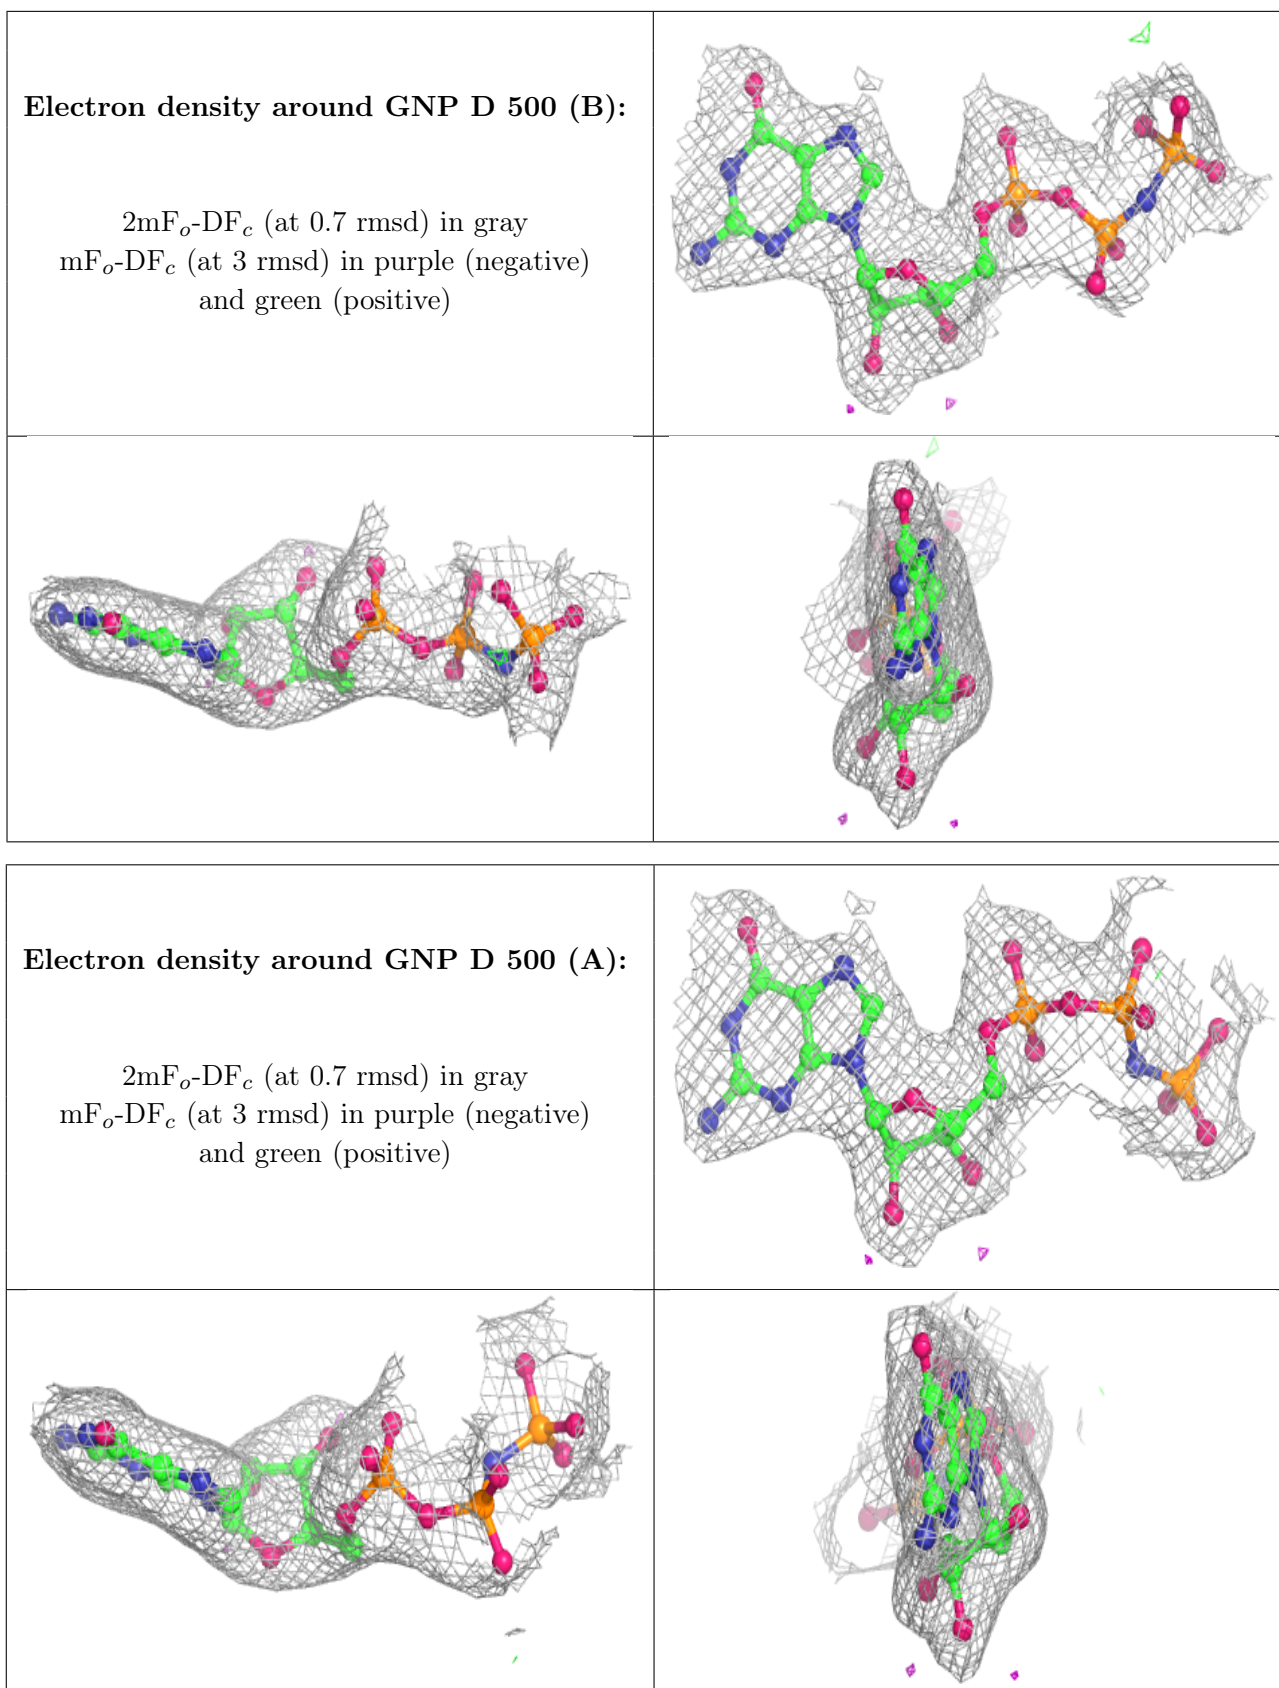 Electron density around GNP D 500 (B):
2mFo-DFc (at 0.7 rmsd) in gray
mFo-DFc (at 3 rmsd) in purple (negative)
and green (positive)
Electron density around GNP D 500 (A):
2mFo-DFc (at 0.7 rmsd) in gray
mFo-DFc (at 3 rmsd) in purple (negative)
and green (positive)